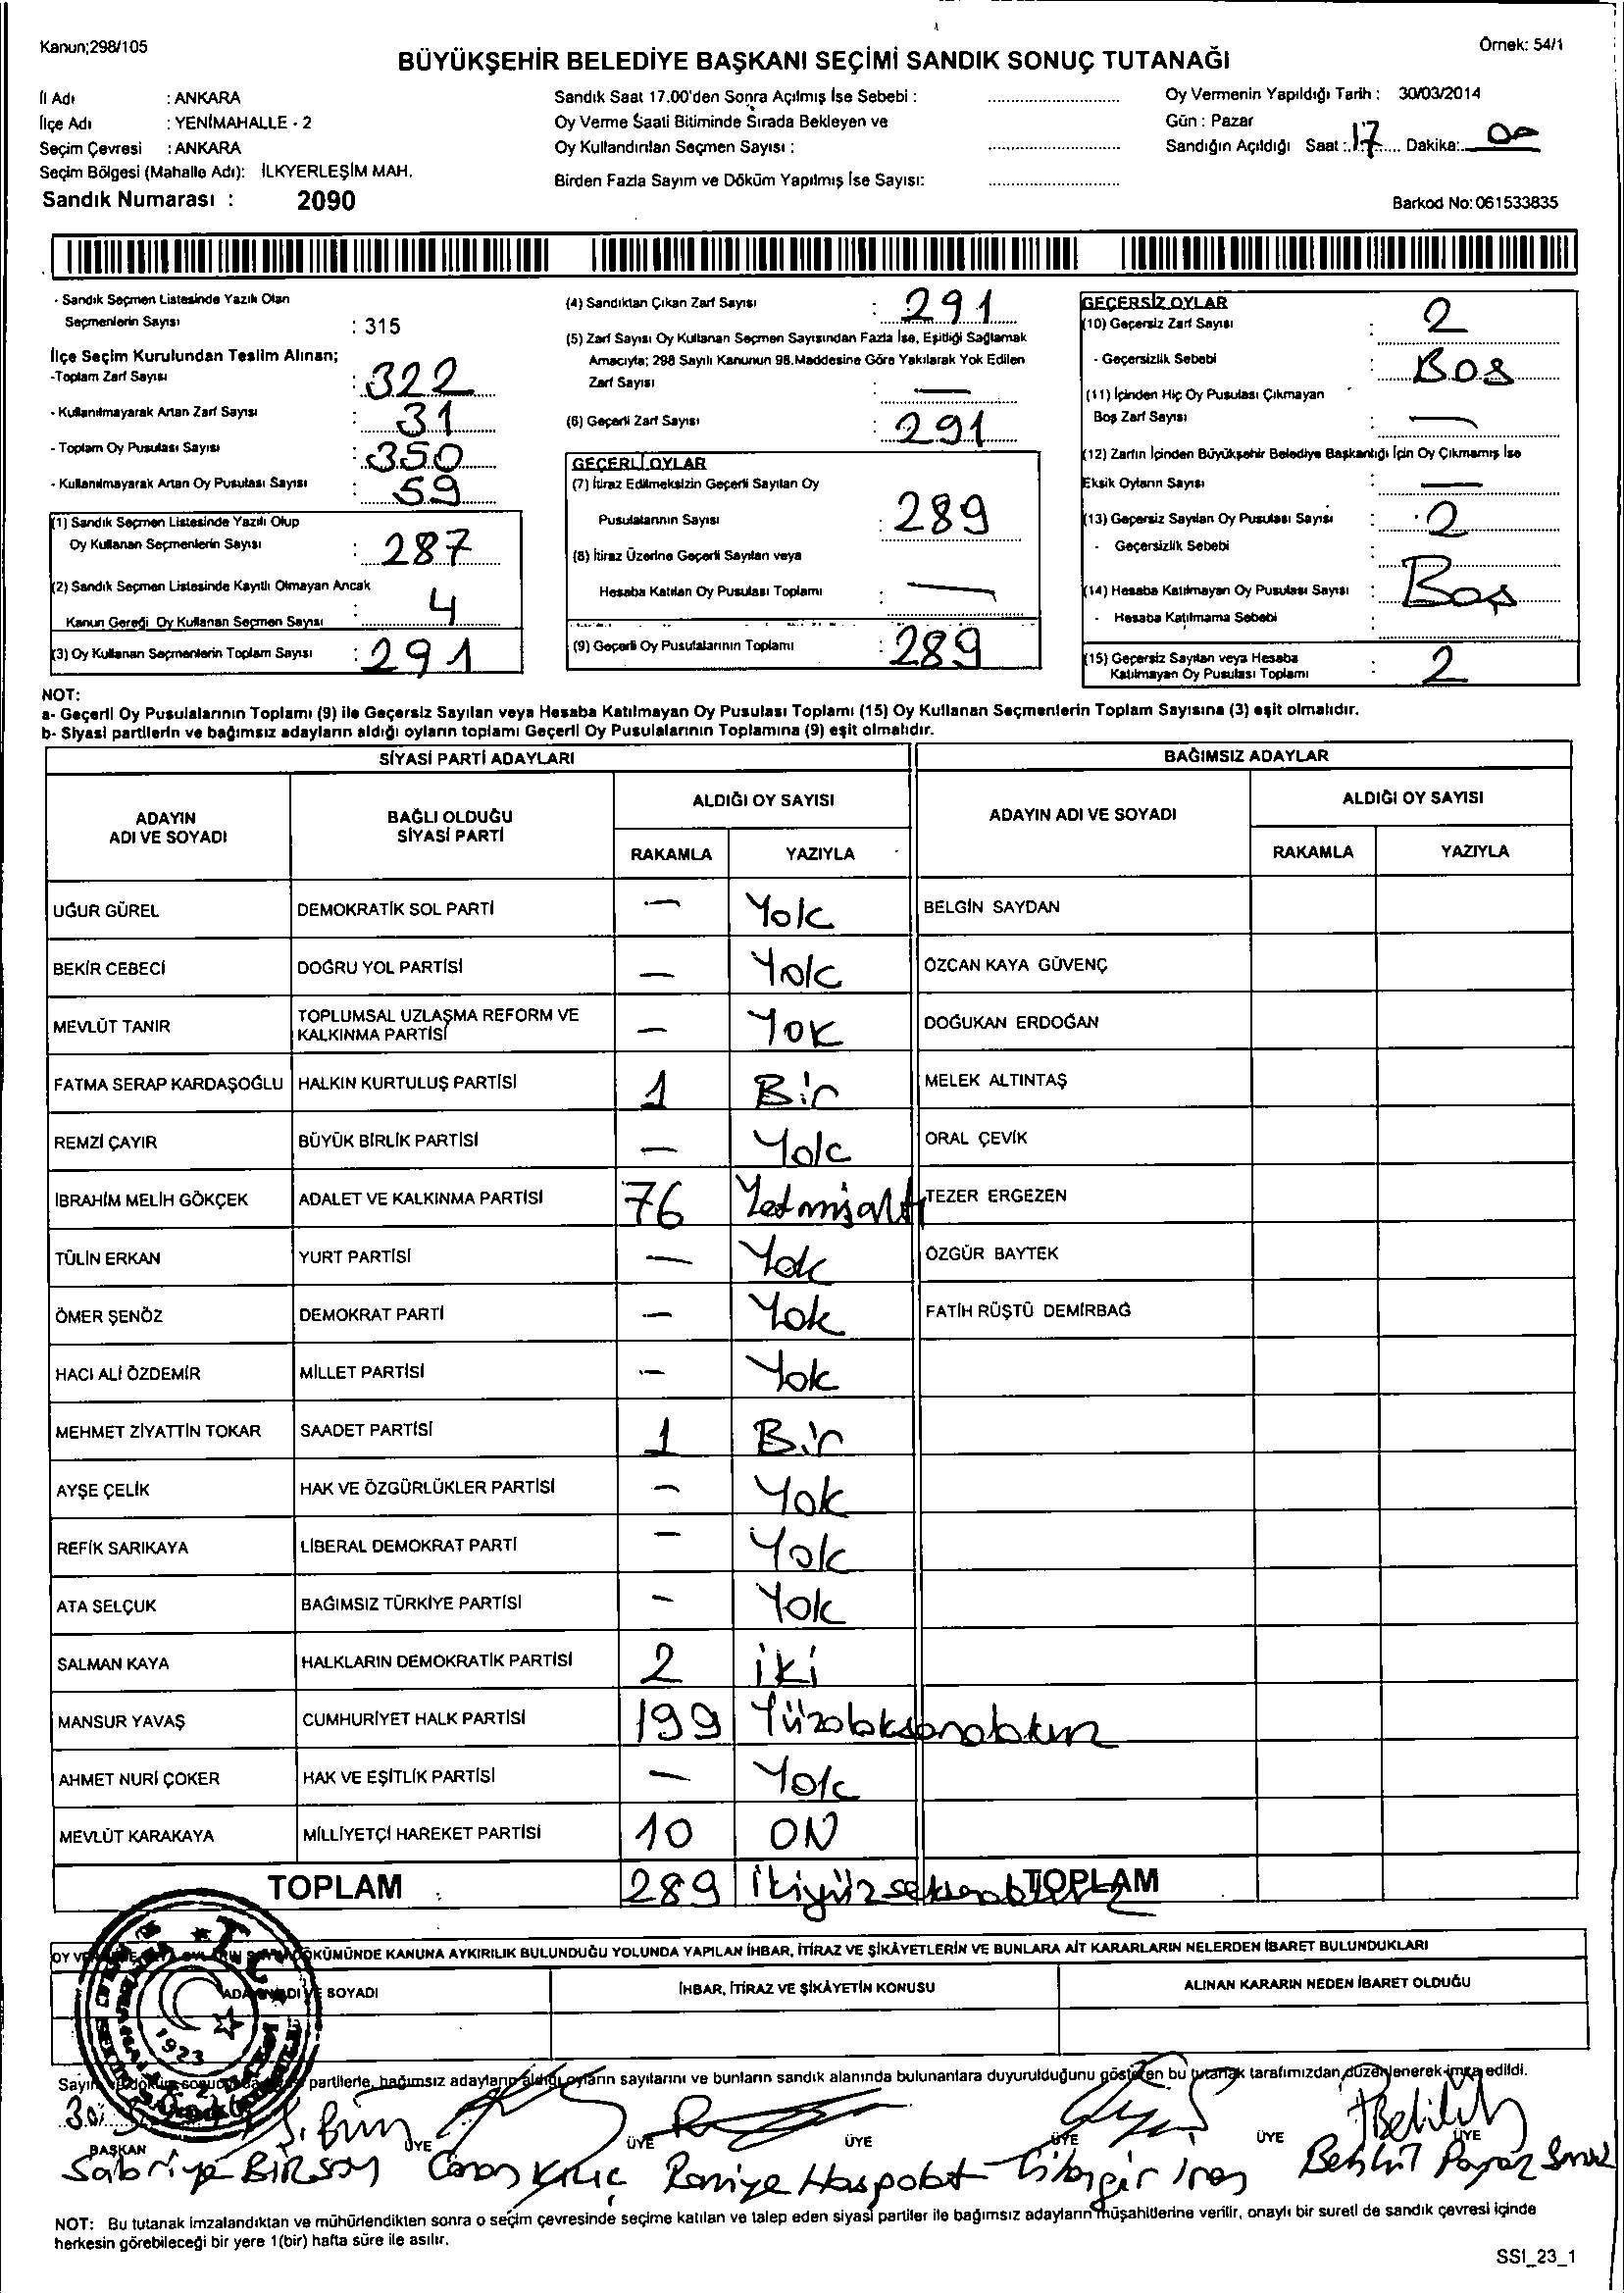 Kanun;298/105
Örnek: 54/1
BÜYÜKŞEHİR BELEDİYE BAŞKANI SEÇİMİ SANDIK SONUÇ TUTANAĞI
İl Adı : ANKARA
İlçe Adı : YENİMAHALLE - 2
Seçim Çevresi : ANKARA
Seçim Bölgesi (Mahalle Adı): İLKYERLEŞİM MAH.
Sandık Numarası : 2090
Sandık Saat 17.00'den Sonra Açılmış İse Sebebi :
Oy Verme Saati Bitiminde Sırada Bekleyen ve
Oy Kullandırılan Seçmen Sayısı :
Birden Fazla Sayım ve Döküm Yapılmış İse Sayısı:
Oy Vermenin Yapıldığı Tarih : 30/03/2014
Gün : Pazar
Sandığın Açıldığı Saat : 17 Dakika: 00
Barkod No: 061533835
- Sandık Seçmen Listesinde Yazılı Olan
Seçmenlerin Sayısı : 315
İlçe Seçim Kurulundan Teslim Alınan;
-Toplam Zarf Sayısı : 322
- Kullanılmayarak Artan Zarf Sayısı : 31
- Toplam Oy Pusulası Sayısı : 350
- Kullanılmayarak Artan Oy Pusulası Sayısı : 59
(1) Sandık Seçmen Listesinde Yazılı Olup
Oy Kullanan Seçmenlerin Sayısı : 287
(2) Sandık Seçmen Listesinde Kayıtlı Olmayan Ancak
Kanun Gereği Oy Kullanan Seçmen Sayısı : 4
(3) Oy Kullanan Seçmenlerin Toplam Sayısı : 291
(4) Sandıktan Çıkan Zarf Sayısı : 291
(5) Zarf Sayısı Oy Kullanan Seçmen Sayısından Fazla İse, Eşitliği Sağlamak
Amacıyla; 298 Sayılı Kanunun 98.Maddesine Göre Yakılarak Yok Edilen
Zarf Sayısı : —
(6) Geçerli Zarf Sayısı : 291
GEÇERLİ OYLAR
(7) İtiraz Edilmeksizin Geçerli Sayılan Oy
Pusulalarının Sayısı : 289
(8) İtiraz Üzerine Geçerli Sayılan veya
Hesaba Katılan Oy Pusulası Toplamı : —
(9) Geçerli Oy Pusulalarının Toplamı : 289
GEÇERSİZ OYLAR
(10) Geçersiz Zarf Sayısı : 2
- Geçersizlik Sebebi : Boş
(11) İçinden Hiç Oy Pusulası Çıkmayan
Boş Zarf Sayısı : —
(12) Zarfın İçinden Büyükşehir Belediye Başkanlığı İçin Oy Çıkmamış İse
Eksik Oyların Sayısı : —
(13) Geçersiz Sayılan Oy Pusulası Sayısı : 2
- Geçersizlik Sebebi :
(14) Hesaba Katılmayan Oy Pusulası Sayısı : Boş
- Hesaba Katılmama Sebebi :
(15) Geçersiz Sayılan veya Hesaba
Katılmayan Oy Pusulası Toplamı : 2
NOT:
a- Geçerli Oy Pusulalarının Toplamı (9) ile Geçersiz Sayılan veya Hesaba Katılmayan Oy Pusulası Toplamı (15) Oy Kullanan Seçmenlerin Toplam Sayısına (3) eşit olmalıdır.
b- Siyasi partilerin ve bağımsız adayların aldığı oyların toplamı Geçerli Oy Pusulalarının Toplamına (9) eşit olmalıdır.
SİYASİ PARTİ ADAYLARI BAĞIMSIZ ADAYLAR
ADAYIN ADI VE SOYADI BAĞLI OLDUĞU SİYASİ PARTİ ALDIĞI OY SAYISI ADAYIN ADI VE SOYADI ALDIĞI OY SAYISI
RAKAMLA YAZIYLA RAKAMLA YAZIYLA
UĞUR GÜREL DEMOKRATİK SOL PARTİ — Yok BELGİN SAYDAN
BEKİR CEBECİ DOĞRU YOL PARTİSİ — Yok ÖZCAN KAYA GÜVENÇ
MEVLÜT TANIR TOPLUMSAL UZLAŞMA REFORM VE KALKINMA PARTİSİ — Yok DOĞUKAN ERDOĞAN
FATMA SERAP KARDAŞOĞLU HALKIN KURTULUŞ PARTİSİ 1 Bir MELEK ALTINTAŞ
REMZİ ÇAYIR BÜYÜK BİRLİK PARTİSİ — Yok ORAL ÇEVİK
İBRAHİM MELİH GÖKÇEK ADALET VE KALKINMA PARTİSİ 76 Yetmişaltı TEZER ERGEZEN
TÜLİN ERKAN YURT PARTİSİ — Yok ÖZGÜR BAYTEK
ÖMER ŞENÖZ DEMOKRAT PARTİ — Yok FATİH RÜŞTÜ DEMİRBAĞ
HACI ALİ ÖZDEMİR MİLLET PARTİSİ — Yok
MEHMET ZİYATTİN TOKAR SAADET PARTİSİ 1 Bir
AYŞE ÇELİK HAK VE ÖZGÜRLÜKLER PARTİSİ — Yok
REFİK SARIKAYA LİBERAL DEMOKRAT PARTİ — Yok
ATA SELÇUK BAĞIMSIZ TÜRKİYE PARTİSİ — Yok
SALMAN KAYA HALKLARIN DEMOKRATİK PARTİSİ 2 iki
MANSUR YAVAŞ CUMHURİYET HALK PARTİSİ 199 Yüzdoksandokuz
AHMET NURİ ÇOKER HAK VE EŞİTLİK PARTİSİ — Yok
MEVLÜT KARAKAYA MİLLİYETÇİ HAREKET PARTİSİ 10 ON
TOPLAM : 289 İkiyüzseksendokuz TOPLAM
DÖKÜMÜNDE KANUNA AYKIRILIK BULUNDUĞU YOLUNDA YAPILAN İHBAR, İTİRAZ VE ŞİKÂYETLERİN VE BUNLARA AİT KARARLARIN NELERDEN İBARET BULUNDUKLARI
ADAYIN ADI VE SOYADI İHBAR, İTİRAZ VE ŞİKÂYETİN KONUSU ALINAN KARARIN NEDEN İBARET OLDUĞU
T.C.
1923
partilerle, bağımsız adayların aldığı oyların sayılarını ve bunların sandık alanında bulunanlara duyurulduğunu gösteren bu tutanak tarafımızdan düzenlenerek imza edildi.
BAŞKAN ÜYE ÜYE ÜYE ÜYE ÜYE ÜYE
Sabriye BİRSOY Kılıç Raniye Haspolat
NOT: Bu tutanak imzalandıktan ve mühürlendikten sonra o seçim çevresinde seçime katılan ve talep eden siyasi partiler ile bağımsız adayların müşahitlerine verilir, onaylı bir sureti de sandık çevresi içinde
herkesin görebileceği bir yere 1(bir) hafta süre ile asılır.
SSI_23_1